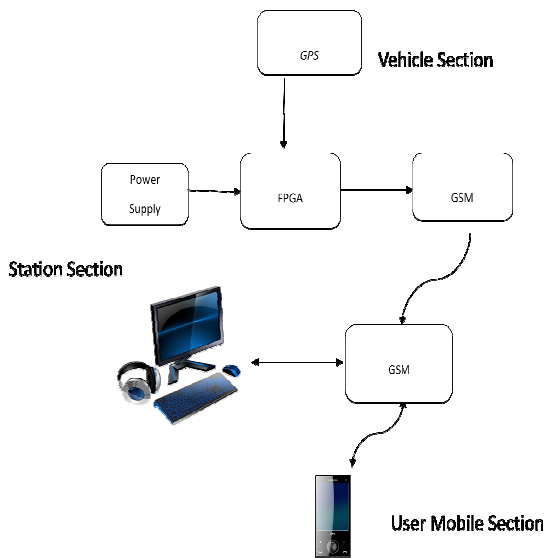 GPS
Vehicle Section
Power
Supply
FPGA
GSM
Station Section
GSM
User Mobile Section